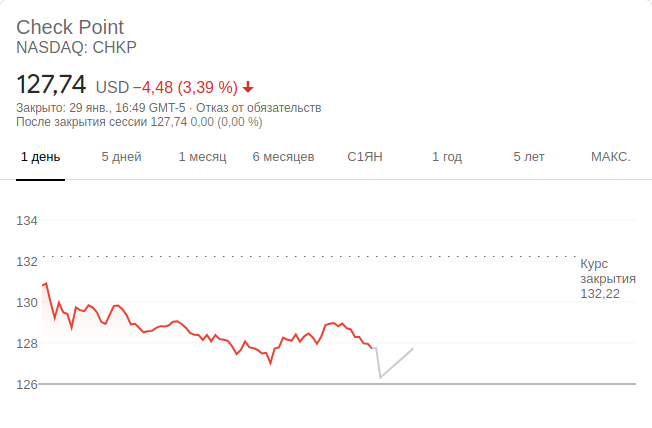 Check Point
NASDAQ: CHKP
127,74 USD −4,48 (3,39 %)
Закрыто: 29 янв., 16:49 GMT-5 · Отказ от обязательств
После закрытия сессии 127,74 0,00 (0,00 %)
1 день 5 дней 1 месяц 6 месяцев С1ЯН 1 год 5 лет МАКС.
134
132
130
128
126
Курс
закрытия
132,22